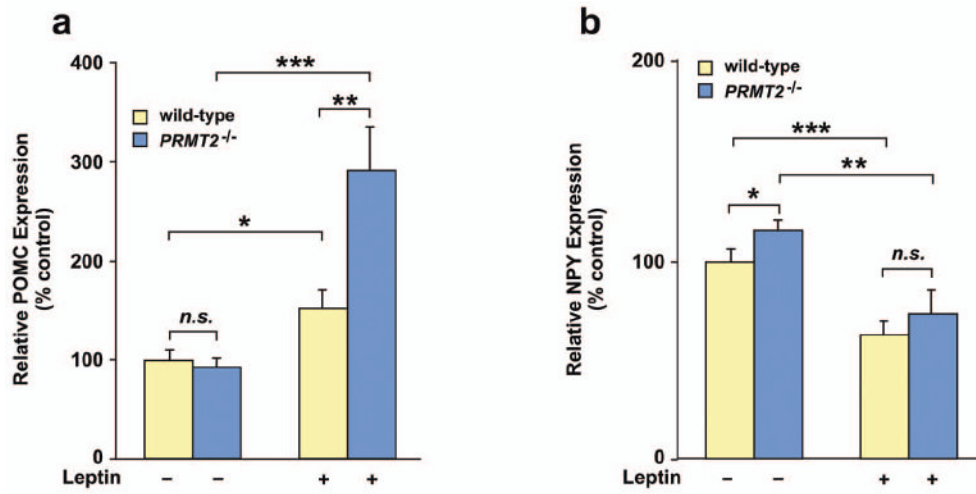 a
400
300
200
100
0
Relative POMC Expression
(% control)
wild-type
PRMT2-/-
***
**
*
n.s.
Leptin – – + +
b
200
100
0
Relative NPY Expression
(% control)
wild-type
PRMT2-/-
***
**
*
n.s.
Leptin – – + +